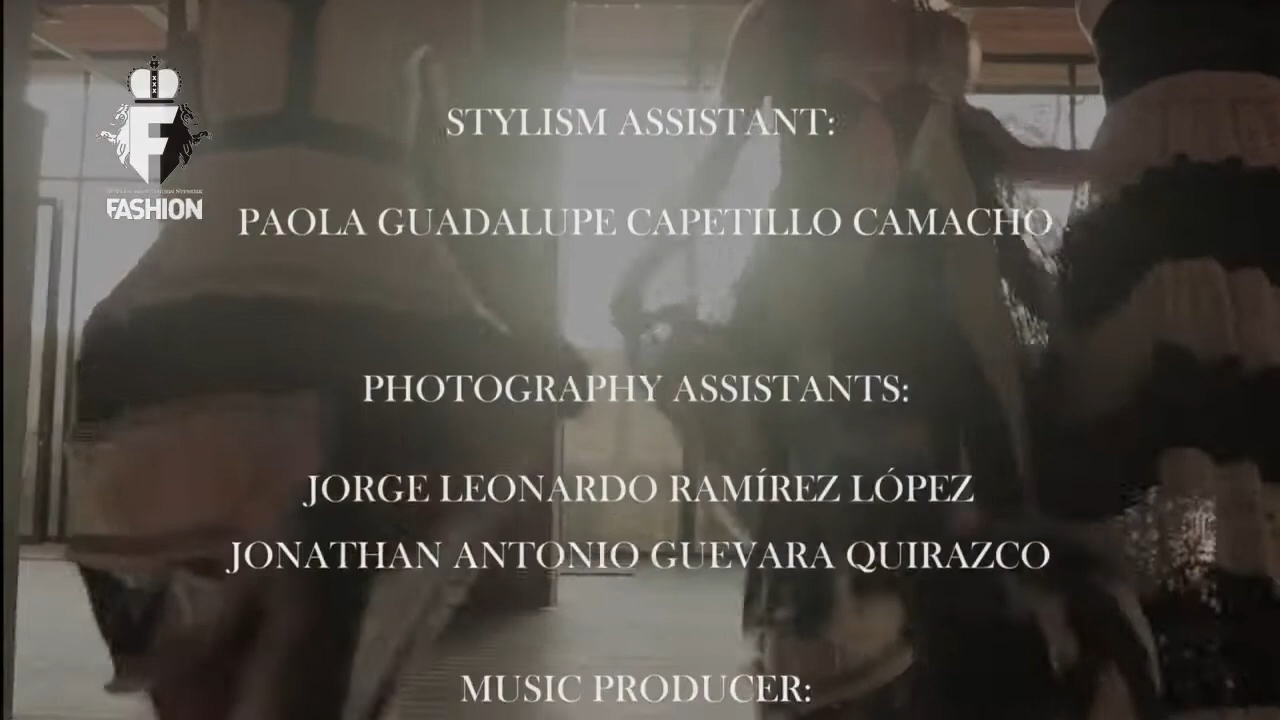 STYLISM ASSISTANT:
FASHION
PAOLA GUADALUPE CAPETILLO CAMACHO
PHOTOGRAPHY ASSISTANTS:
JORGE LEONARDO RAMÍREZ LÓPEZ
JONATHAN ANTONIO GUEVARA QUIRAZCO
MUSIC PRODUCER: